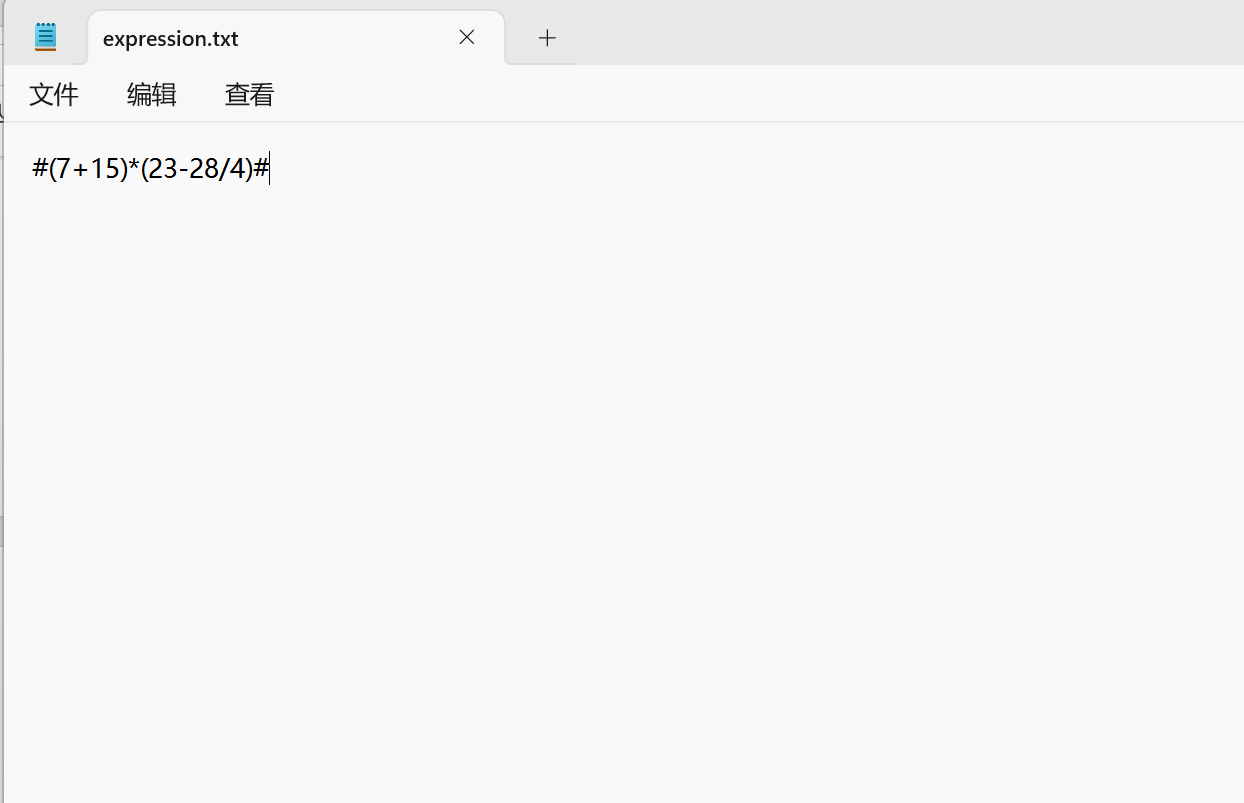 expression.txt
文件 编辑 查看
#(7+15)*(23-28/4)#